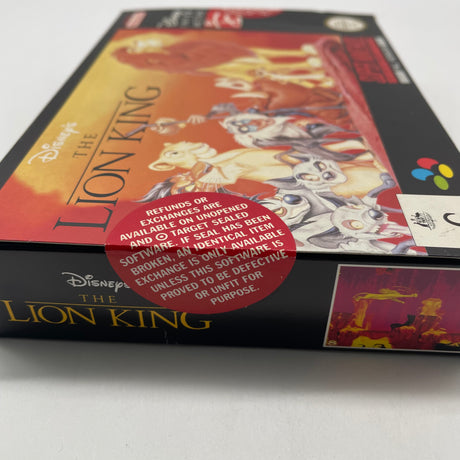 Disney's
THE
LION KING
REFUNDS OR
EXCHANGES ARE
AVAILABLE ON UNOPENED
AND TARGET SEALED
SOFTWARE. IF SEAL HAS BEEN
BROKEN, AN IDENTICAL ITEM
EXCHANGE IS ONLY AVAILABLE
UNLESS THIS SOFTWARE IS
PROVED TO BE DEFECTIVE
OR UNFIT FOR
PURPOSE.
G
Disney's
THE
LION KING